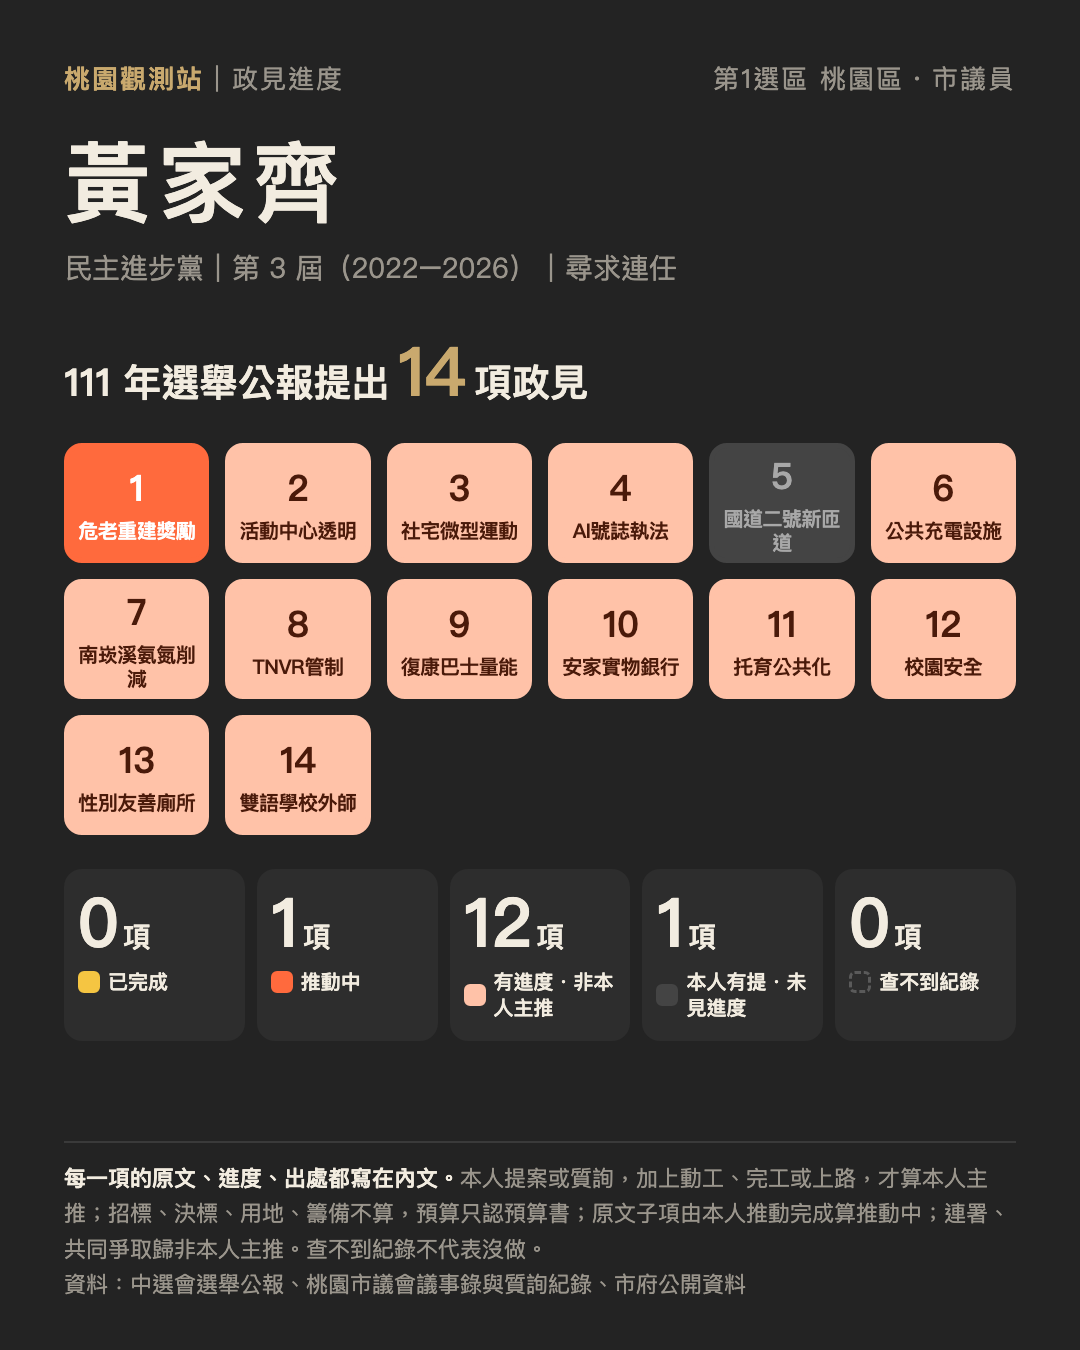 桃園觀測站｜政見進度
第1選區 桃園區·市議員
黃家齊
民主進步黨｜第 3 屆（2022–2026）｜尋求連任
111 年選舉公報提出 14 項政見
1
危老重建獎勵
2
活動中心透明
3
社宅微型運動
4
AI號誌執法
5
國道二號新匝
道
6
公共充電設施
7
南崁溪氨氮削
減
8
TNVR管制
9
復康巴士量能
10
安家實物銀行
11
托育公共化
12
校園安全
13
性別友善廁所
14
雙語學校外師
0項
已完成
1項
推動中
12項
有進度·非本
人主推
1項
本人有提·未
見進度
0項
查不到紀錄
每一項的原文、進度、出處都寫在內文。本人提案或質詢，加上動工、完工或上路，才算本人主
推；招標、決標、用地、籌備不算，預算只認預算書；原文子項由本人推動完成算推動中；連署、
共同爭取歸非本人主推。查不到紀錄不代表沒做。
資料：中選會選舉公報、桃園市議會議事錄與質詢紀錄、市府公開資料